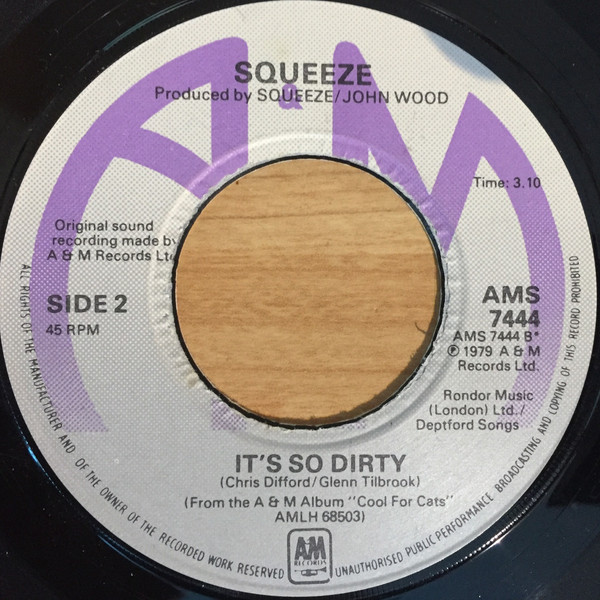 SQUEEZE
Produced by SQUEEZE/JOHN WOOD
A&M
Time: 3.10
Original sound
recording made by
A & M Records Ltd
SIDE 2
45 RPM
AMS
7444
AMS 7444 B*
℗ 1979 A & M
Records Ltd.
Rondor Music
(London) Ltd./
Deptford Songs
IT'S SO DIRTY
(Chris Difford/Glenn Tilbrook)
(From the A & M Album "Cool For Cats"
AMLH 68503)
AM
RECORDS
ALL RIGHTS OF THE MANUFACTURER AND OF THE OWNER OF THE RECORDED WORK RESERVED
UNAUTHORISED PUBLIC PERFORMANCE BROADCASTING AND COPYING OF THIS RECORD PROHIBITED